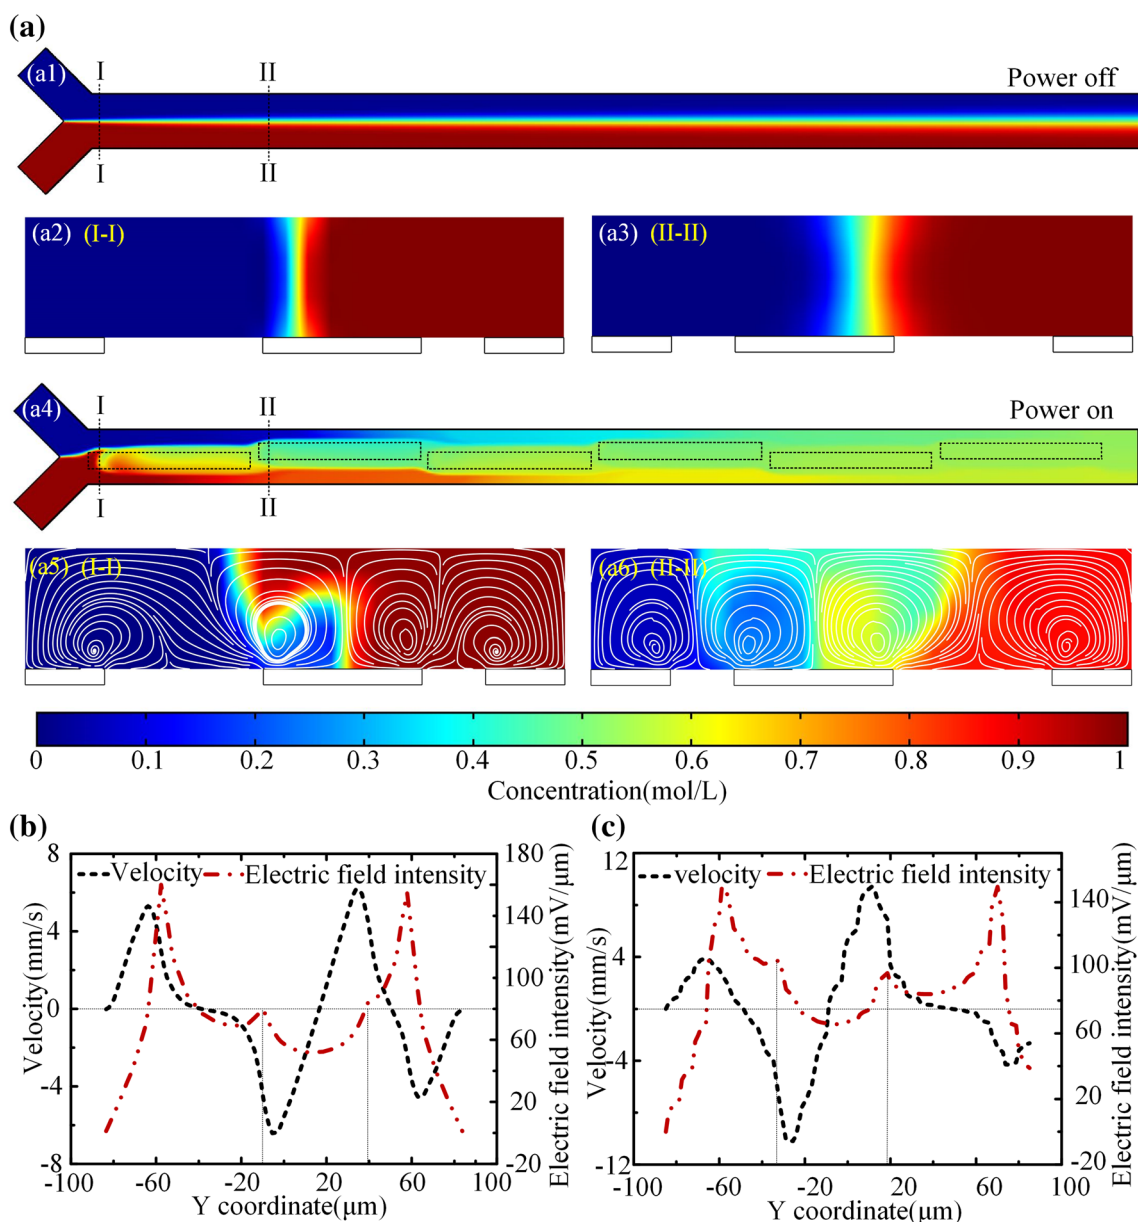 (a)
(a1) I II Power off
I II
(a2) (I-I) (a3) (II-II)
(a4) I II Power on
I II
(a5) (I-I) (a6) (II-II)
0 0.1 0.2 0.3 0.4 0.5 0.6 0.7 0.8 0.9 1
Concentration(mol/L)
(b)
Velocity Electric field intensity
Velocity(mm/s)
8
4
0
-4
-8
Electric field intensity(mV/μm)
180
140
100
60
20
-20
-100 -60 -20 20 60 100
Y coordinate(μm)
(c)
velocity Electric field intensity
Velocity(mm/s)
12
4
-4
-12
Electric field intensity(mV/μm)
140
100
60
20
-20
-100 -60 -20 20 60 100
Y coordinate(μm)